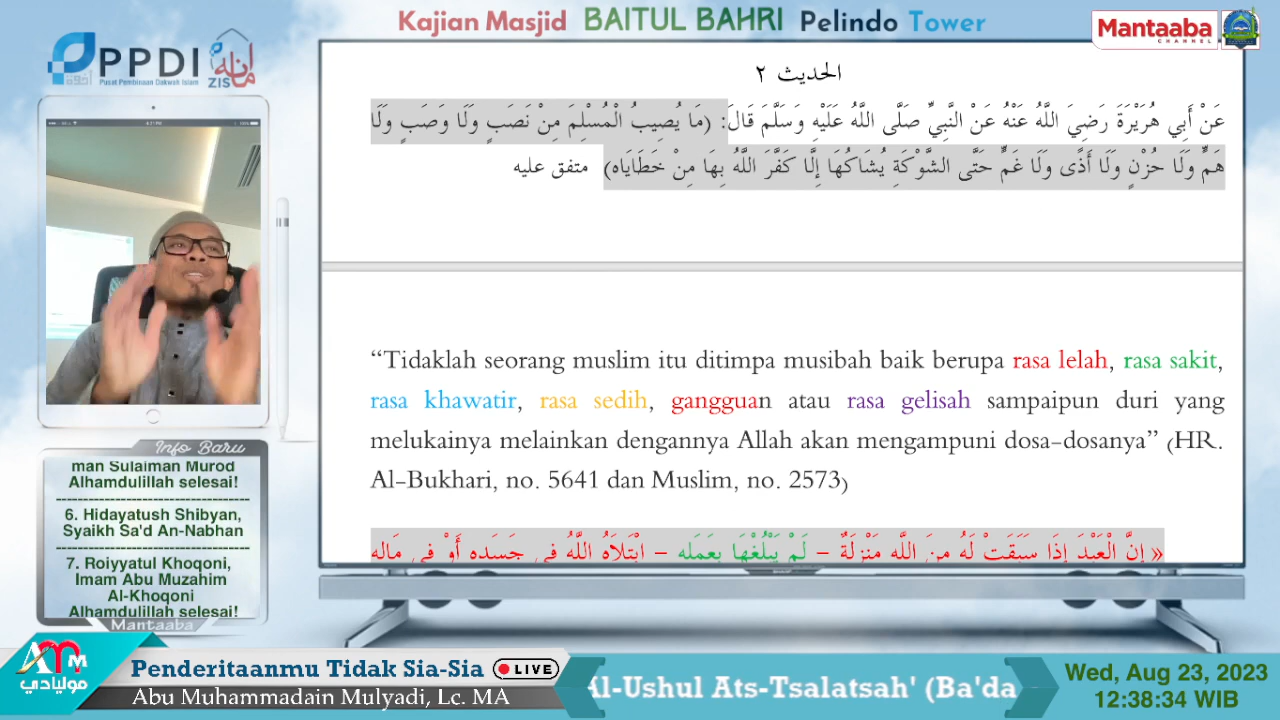 Kajian Masjid BAITUL BAHRI Pelindo Tower
PPDI
Pusat Pembinaan Dakwah Islam
ZIS
Mantaaba
CHANNEL
الحديث ٢
عَنْ أَبِي هُرَيْرَةَ رَضِيَ اللَّهُ عَنْهُ عَنْ النَّبِيِّ صَلَّى اللَّهُ عَلَيْهِ وَسَلَّمَ قَالَ: (مَا يُصِيبُ الْمُسْلِمَ مِنْ نَصَبٍ وَلَا وَصَبٍ وَلَا
هَمٍّ وَلَا حُزْنٍ وَلَا أَذًى وَلَا غَمٍّ حَتَّى الشَّوْكَةِ يُشَاكُهَا إِلَّا كَفَّرَ اللَّهُ بِهَا مِنْ خَطَايَاه) متفق عليه
“Tidaklah seorang muslim itu ditimpa musibah baik berupa rasa lelah, rasa sakit,
rasa khawatir, rasa sedih, gangguan atau rasa gelisah sampaipun duri yang
melukainya melainkan dengannya Allah akan mengampuni dosa-dosanya” (HR.
Al-Bukhari, no. 5641 dan Muslim, no. 2573)
« إِنَّ الْعَبْدَ إِذَا سَبَقَتْ لَهُ مِنَ اللَّهِ مَنْزِلَةٌ – لَمْ يَبْلُغْهَا بِعَمَلِهِ – ابْتَلاَهُ اللَّهُ فِى جَسَدِهِ أَوْ فِى مَالِهِ
Info Baru
man Sulaiman Murod
Alhamdulillah selesai!
6. Hidayatush Shibyan,
Syaikh Sa'd An-Nabhan
7. Roiyyatul Khoqoni,
Imam Abu Muzahim
Al-Khoqoni
Alhamdulillah selesai!
Mantaaba
موليادي
Penderitaanmu Tidak Sia-Sia LIVE
Abu Muhammadain Mulyadi, Lc. MA
Al-Ushul Ats-Tsalatsah' (Ba'da
Wed, Aug 23, 2023
12:38:34 WIB